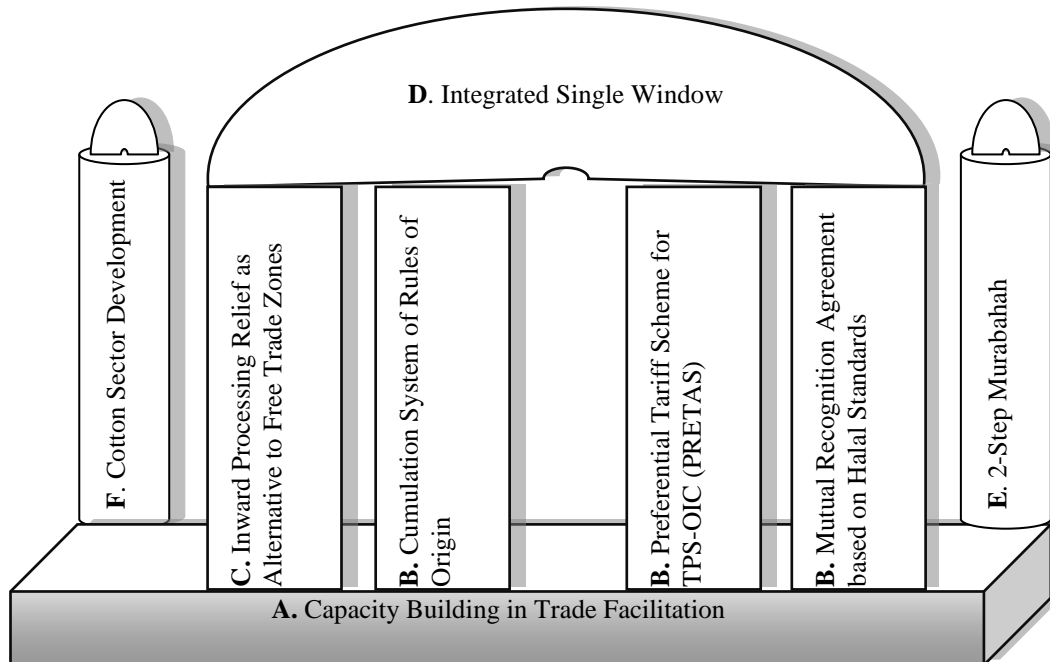 D. Integrated Single Window
F. Cotton Sector Development
C. Inward Processing Relief as
Alternative to Free Trade Zones
B. Cumulation System of Rules of
Origin
B. Preferential Tariff Scheme for
TPS-OIC (PRETAS)
B. Mutual Recognition Agreement
based on Halal Standards
E. 2-Step Murabahah
A. Capacity Building in Trade Facilitation